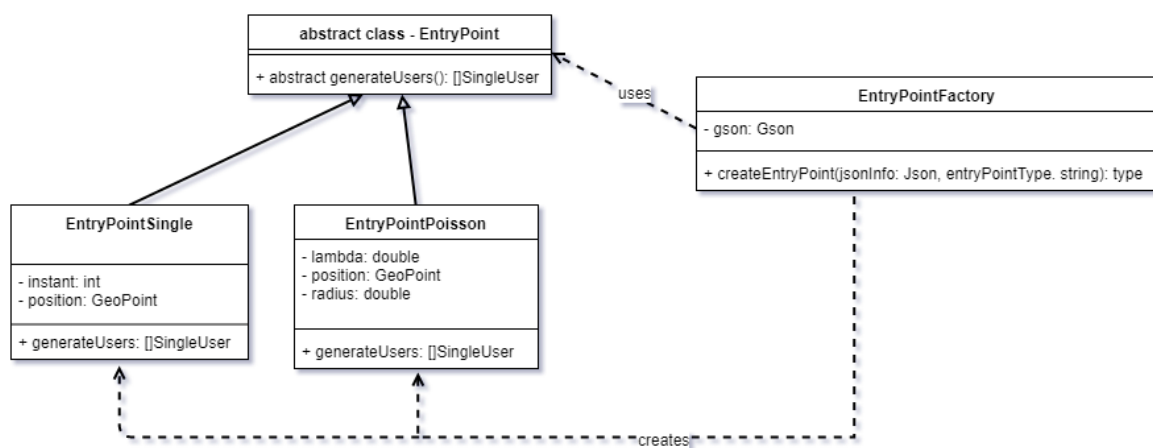 abstract class - EntryPoint
+ abstract generateUsers(): []SingleUser
uses
EntryPointFactory
- gson: Gson
+ createEntryPoint(jsonInfo: Json, entryPointType. string): type
EntryPointSingle
- instant: int
- position: GeoPoint
+ generateUsers: []SingleUser
EntryPointPoisson
- lambda: double
- position: GeoPoint
- radius: double
+ generateUsers: []SingleUser
creates